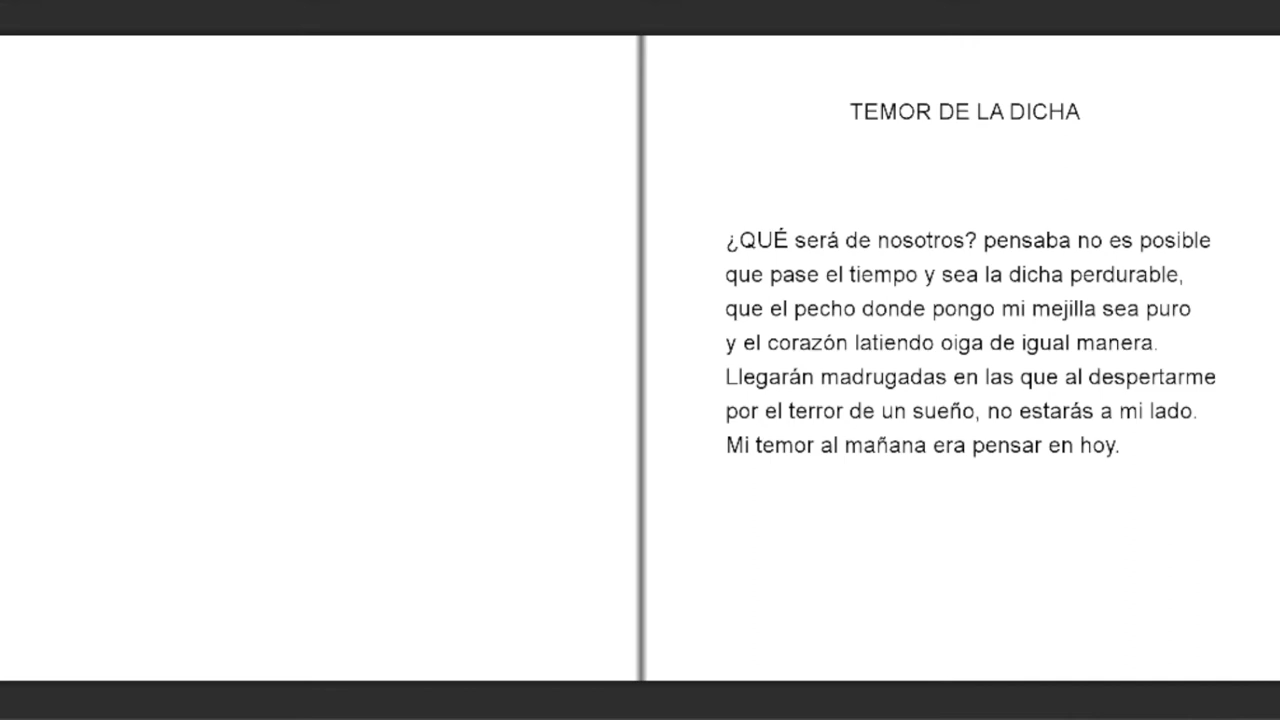 TEMOR DE LA DICHA
¿QUÉ será de nosotros? pensaba no es posible
que pase el tiempo y sea la dicha perdurable,
que el pecho donde pongo mi mejilla sea puro
y el corazón latiendo oiga de igual manera.
Llegarán madrugadas en las que al despertarme
por el terror de un sueño, no estarás a mi lado.
Mi temor al mañana era pensar en hoy.